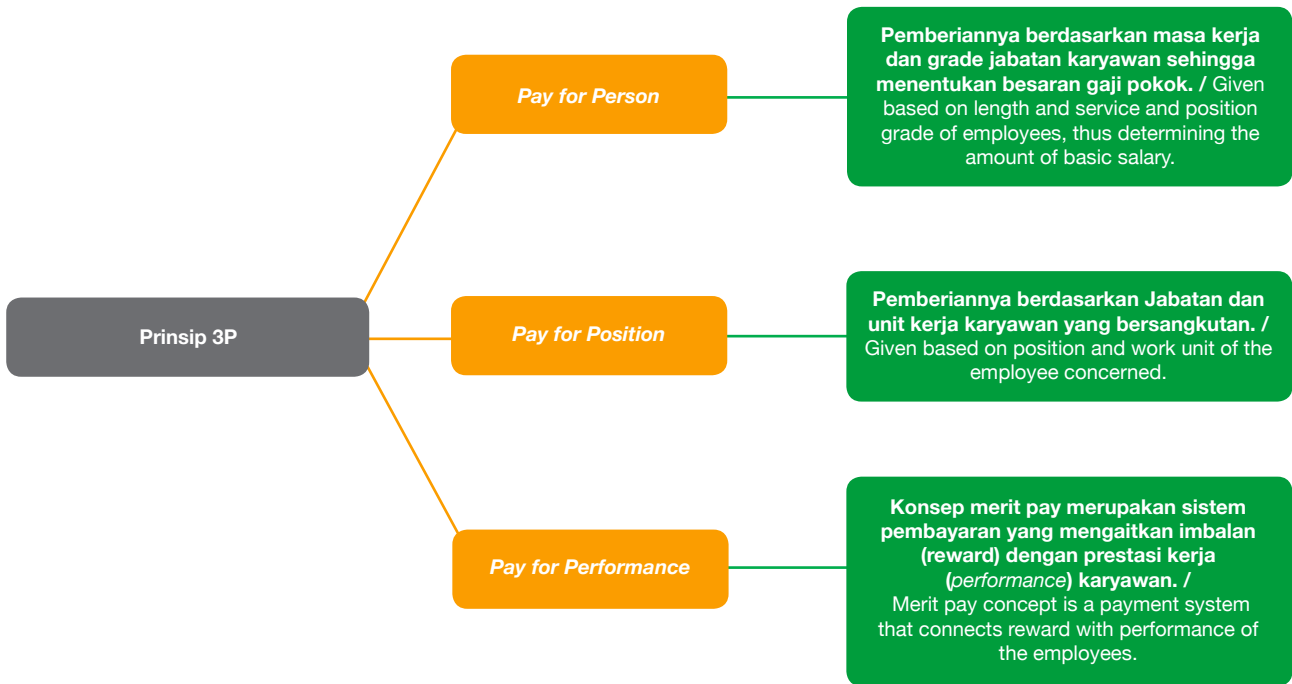 Prinsip 3P
Pay for Person
Pemberiannya berdasarkan masa kerja
dan grade jabatan karyawan sehingga
menentukan besaran gaji pokok. / Given
based on length and service and position
grade of employees, thus determining the
amount of basic salary.
Pay for Position
Pemberiannya berdasarkan Jabatan dan
unit kerja karyawan yang bersangkutan. /
Given based on position and work unit of the
employee concerned.
Pay for Performance
Konsep merit pay merupakan sistem
pembayaran yang mengaitkan imbalan
(reward) dengan prestasi kerja
(performance) karyawan. /
Merit pay concept is a payment system
that connects reward with performance of
the employees.